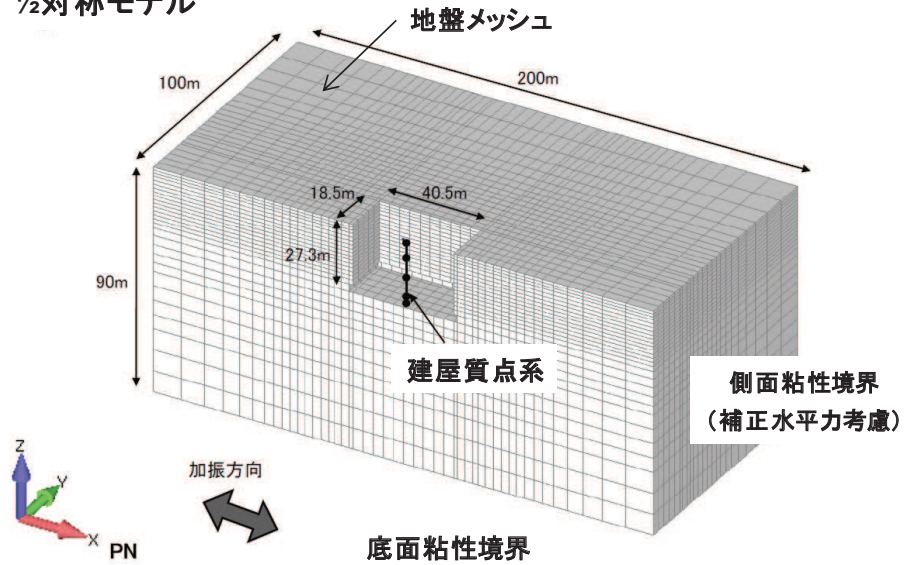 ½対称モデル
地盤メッシュ
100m
200m
18.5m
40.5m
27.3m
90m
建屋質点系
側面粘性境界
（補正水平力考慮）
Z
Y
X
PN
加振方向
底面粘性境界